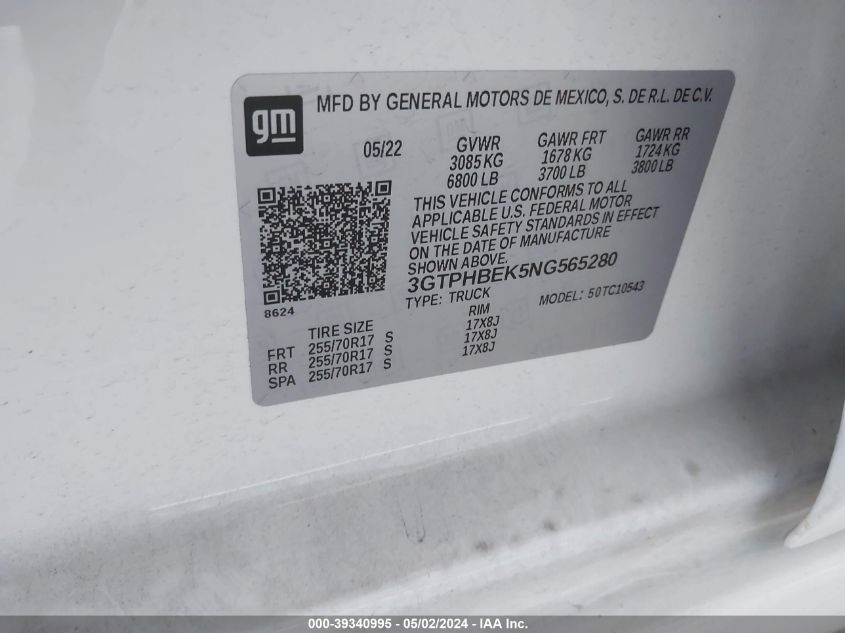 gm
MFD BY GENERAL MOTORS DE MEXICO, S. DE R.L. DE C.V.
05/22 GVWR GAWR FRT GAWR RR
3085 KG 1678 KG 1724 KG
6800 LB 3700 LB 3800 LB
THIS VEHICLE CONFORMS TO ALL
APPLICABLE U.S. FEDERAL MOTOR
VEHICLE SAFETY STANDARDS IN EFFECT
ON THE DATE OF MANUFACTURE
SHOWN ABOVE.
3GTPHBEK5NG565280
TYPE: TRUCK MODEL: 50TC10543
8624
TIRE SIZE RIM
FRT 255/70R17 S 17X8J
RR 255/70R17 S 17X8J
SPA 255/70R17 S 17X8J
000-39340995 - 05/02/2024 - IAA Inc.